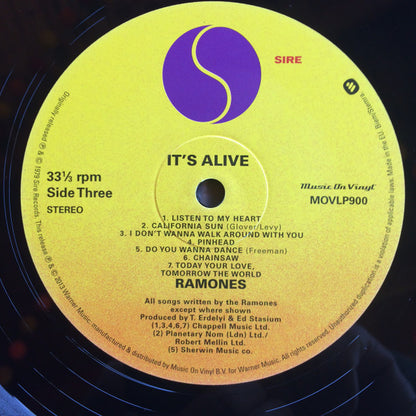 SIRE
IT'S ALIVE
33⅓ rpm
Side Three
STEREO
Music On Vinyl
MOVLP900
1. LISTEN TO MY HEART
2. CALIFORNIA SUN (Glover/Levy)
3. I DON'T WANNA WALK AROUND WITH YOU
4. PINHEAD
5. DO YOU WANNA DANCE (Freeman)
6. CHAINSAW
7. TODAY YOUR LOVE,
TOMORROW THE WORLD
RAMONES
All songs written by the Ramones
except where shown
Produced by T. Erdelyi & Ed Stasium
(1,3,4,6,7) Chappell Music Ltd.
(2) Planetary Nom (Ldn) Ltd./
Robert Mellin Ltd.
(5) Sherwin Music co.
Originally released ℗ & © 1979 Sire Records. This release ℗ & © 2013 Warner Music. manufactured & distributed by Music On Vinyl B.V. for Warner Music. All rights reserved. Unauthorized duplication is a violation of applicable laws. Made in the EU. Biem/Stemra